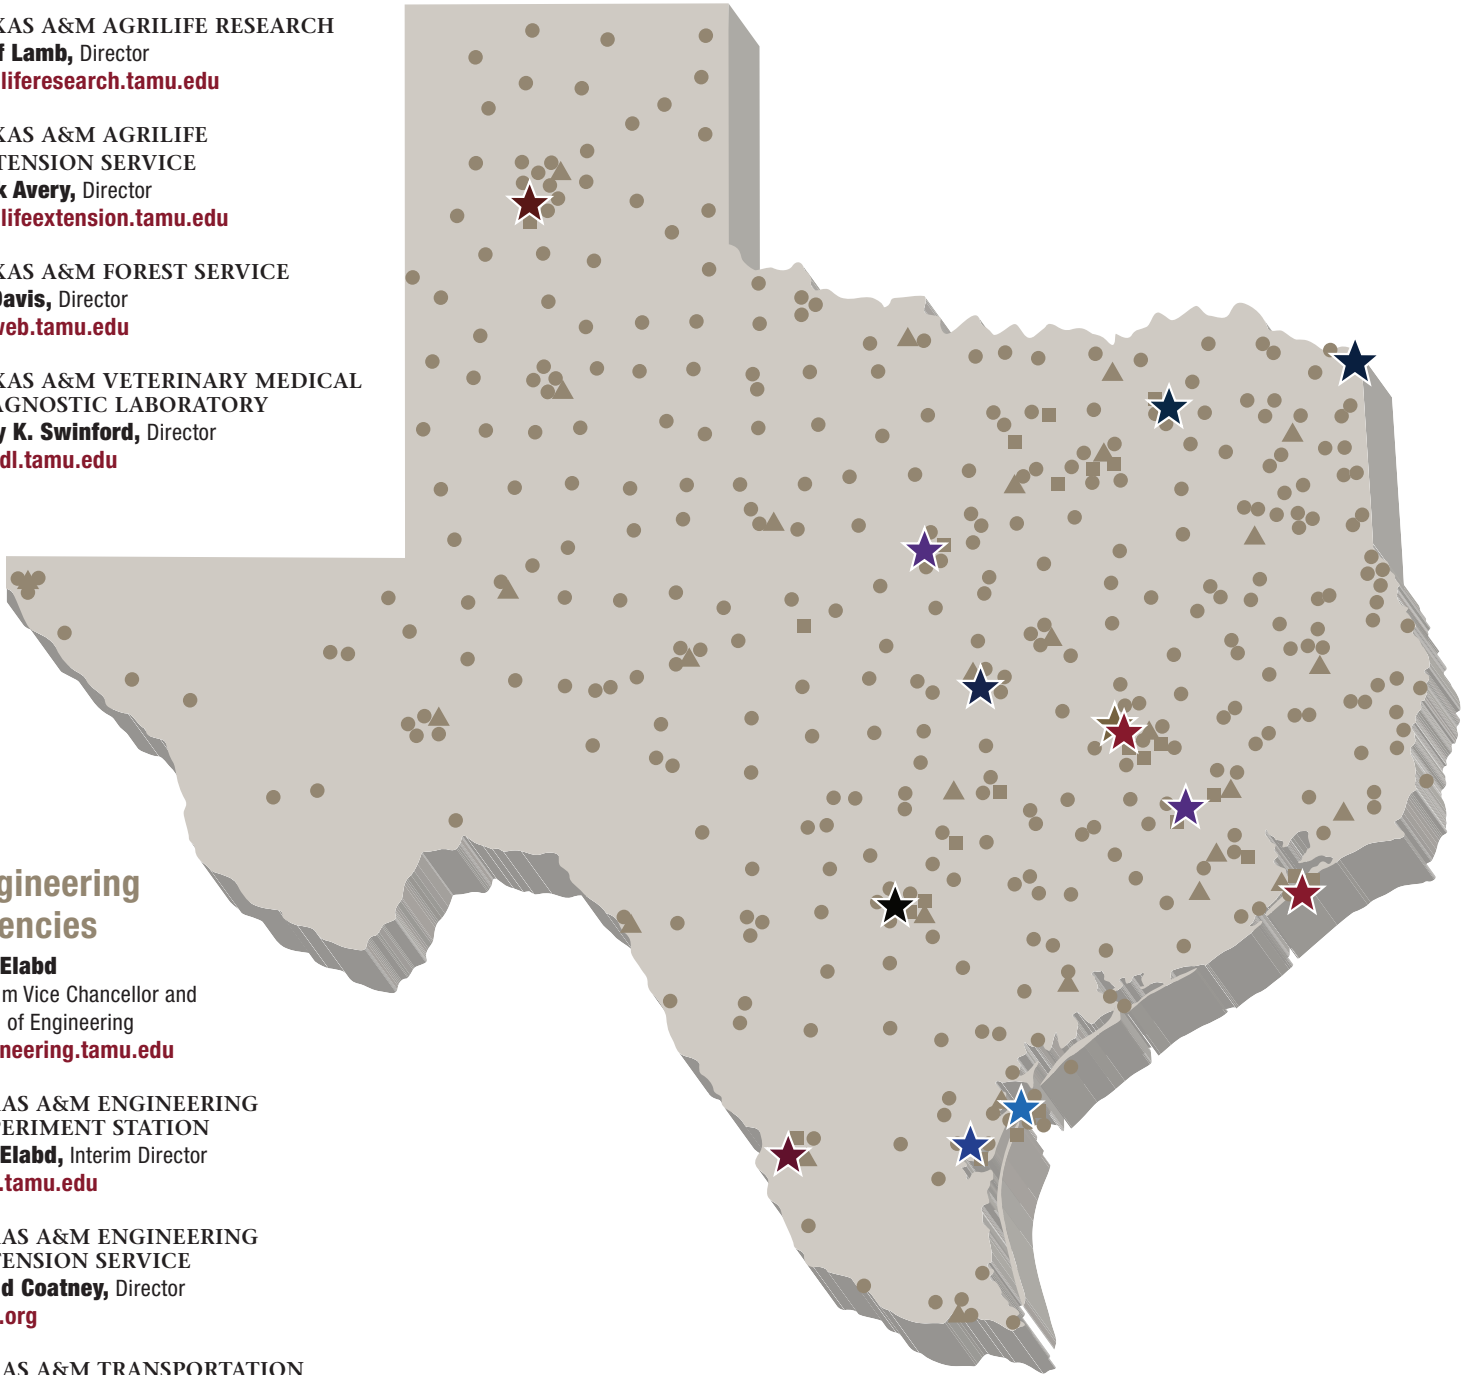 XAS A&M AGRILIFE RESEARCH
f Lamb, Director
liferesearch.tamu.edu
XAS A&M AGRILIFE
TENSION SERVICE
k Avery, Director
lifeextension.tamu.edu
XAS A&M FOREST SERVICE
Davis, Director
web.tamu.edu
XAS A&M VETERINARY MEDICAL
AGNOSTIC LABORATORY
y K. Swinford, Director
dl.tamu.edu
gineering
encies
Elabd
m Vice Chancellor and
of Engineering
neering.tamu.edu
AS A&M ENGINEERING
PERIMENT STATION
Elabd, Interim Director
.tamu.edu
AS A&M ENGINEERING
TENSION SERVICE
d Coatney, Director
.org
AS A&M TRANSPORTATION